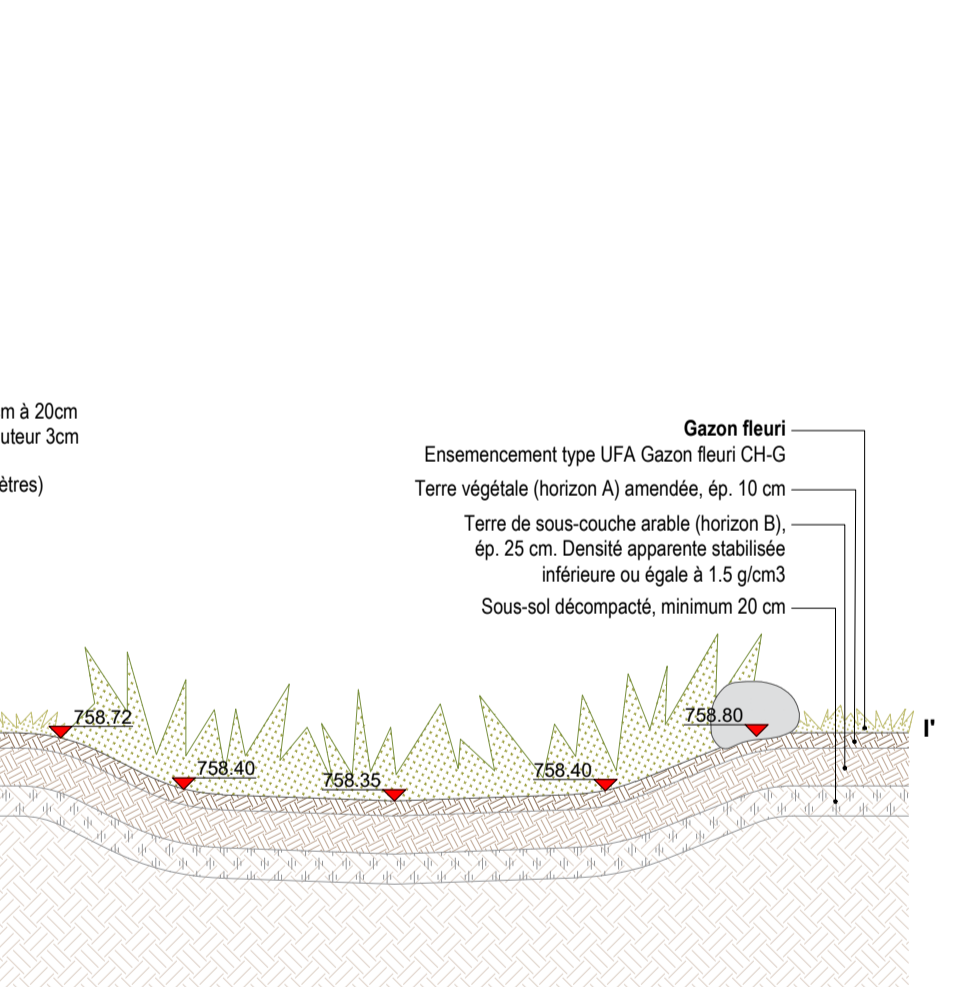 m à 20cm
uteur 3cm
ètres)
Gazon fleuri
Ensemencement type UFA Gazon fleuri CH-G
Terre végétale (horizon A) amendée, ép. 10 cm
Terre de sous-couche arable (horizon B),
ép. 25 cm. Densité apparente stabilisée
inférieure ou égale à 1.5 g/cm3
Sous-sol décompacté, minimum 20 cm
758.72
758.40
758.35
758.40
758.80
I'